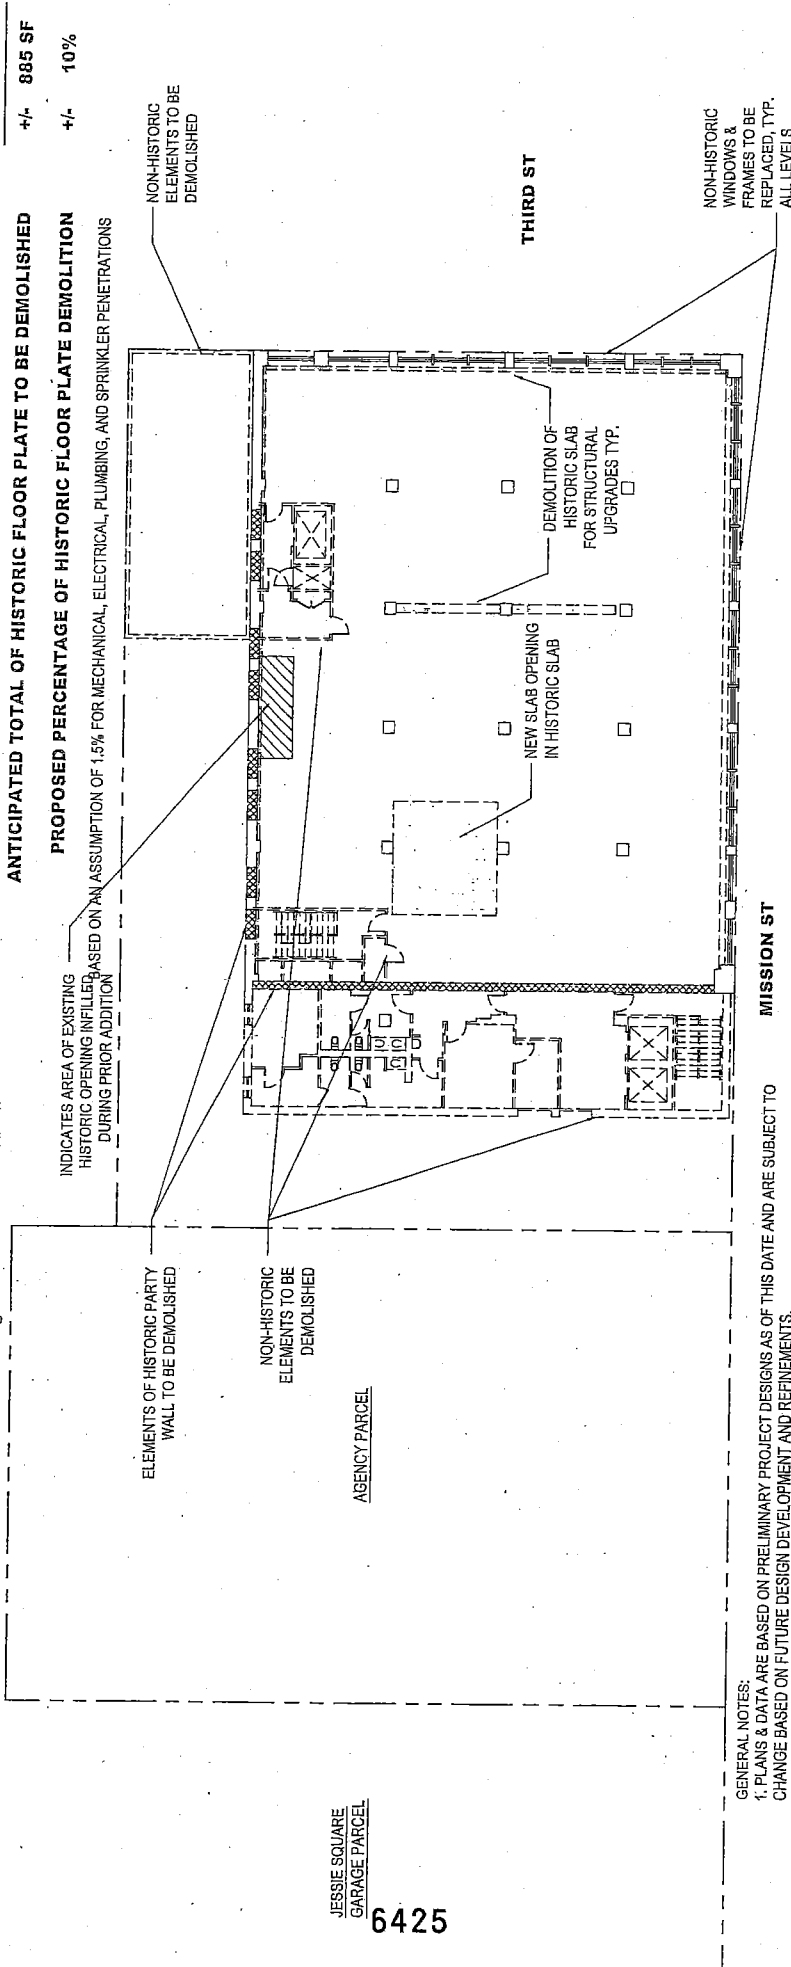 ANTICIPATED TOTAL OF HISTORIC FLOOR PLATE TO BE DEMOLISHED +/- 885 SF
PROPOSED PERCENTAGE OF HISTORIC FLOOR PLATE DEMOLITION +/- 10%
BASED ON AN ASSUMPTION OF 1.5% FOR MECHANICAL, ELECTRICAL, PLUMBING, AND SPRINKLER PENETRATIONS
INDICATES AREA OF EXISTING
HISTORIC OPENING INFILLED
DURING PRIOR ADDITION
NON-HISTORIC
ELEMENTS TO BE
DEMOLISHED
ELEMENTS OF HISTORIC PARTY
WALL TO BE DEMOLISHED
NON-HISTORIC
ELEMENTS TO BE
DEMOLISHED
AGENCY PARCEL
JESSIE SQUARE
GARAGE PARCEL
NEW SLAB OPENING
IN HISTORIC SLAB
DEMOLITION OF
HISTORIC SLAB
FOR STRUCTURAL
UPGRADES TYP.
THIRD ST
NON-HISTORIC
WINDOWS &
FRAMES TO BE
REPLACED, TYP.
ALL LEVELS
MISSION ST
GENERAL NOTES:
1. PLANS & DATA ARE BASED ON PRELIMINARY PROJECT DESIGNS AS OF THIS DATE AND ARE SUBJECT TO
CHANGE BASED ON FUTURE DESIGN DEVELOPMENT AND REFINEMENTS.
6425